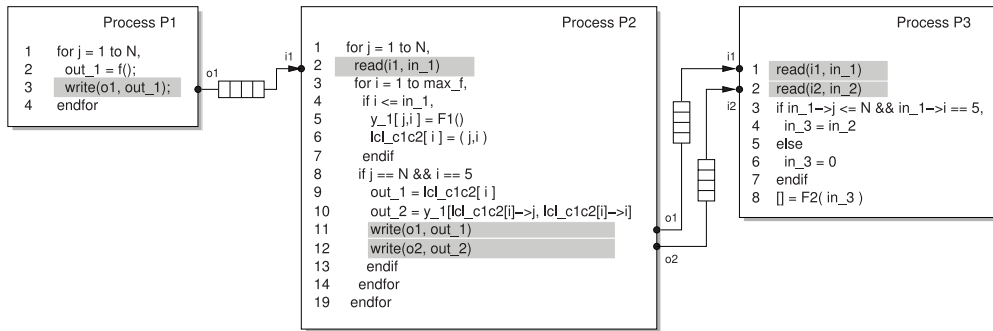 Process P1
1 for j = 1 to N,
2 out_1 = f();
3 write(o1, out_1);
4 endfor
o1
i1
Process P2
1 for j = 1 to N,
2 read(i1, in_1)
3 for i = 1 to max_f,
4 if i <= in_1,
5 y_1[ j,i ] = F1()
6 lcl_c1c2[ i ] = ( j,i )
7 endif
8 if j == N && i == 5
9 out_1 = lcl_c1c2[ i ]
10 out_2 = y_1[lcl_c1c2[i]->j, lcl_c1c2[i]->i]
11 write(o1, out_1)
12 write(o2, out_2)
13 endif
14 endfor
19 endfor
o1
o2
i1
i2
Process P3
1 read(i1, in_1)
2 read(i2, in_2)
3 if in_1->j <= N && in_1->i == 5,
4 in_3 = in_2
5 else
6 in_3 = 0
7 endif
8 [] = F2( in_3 )